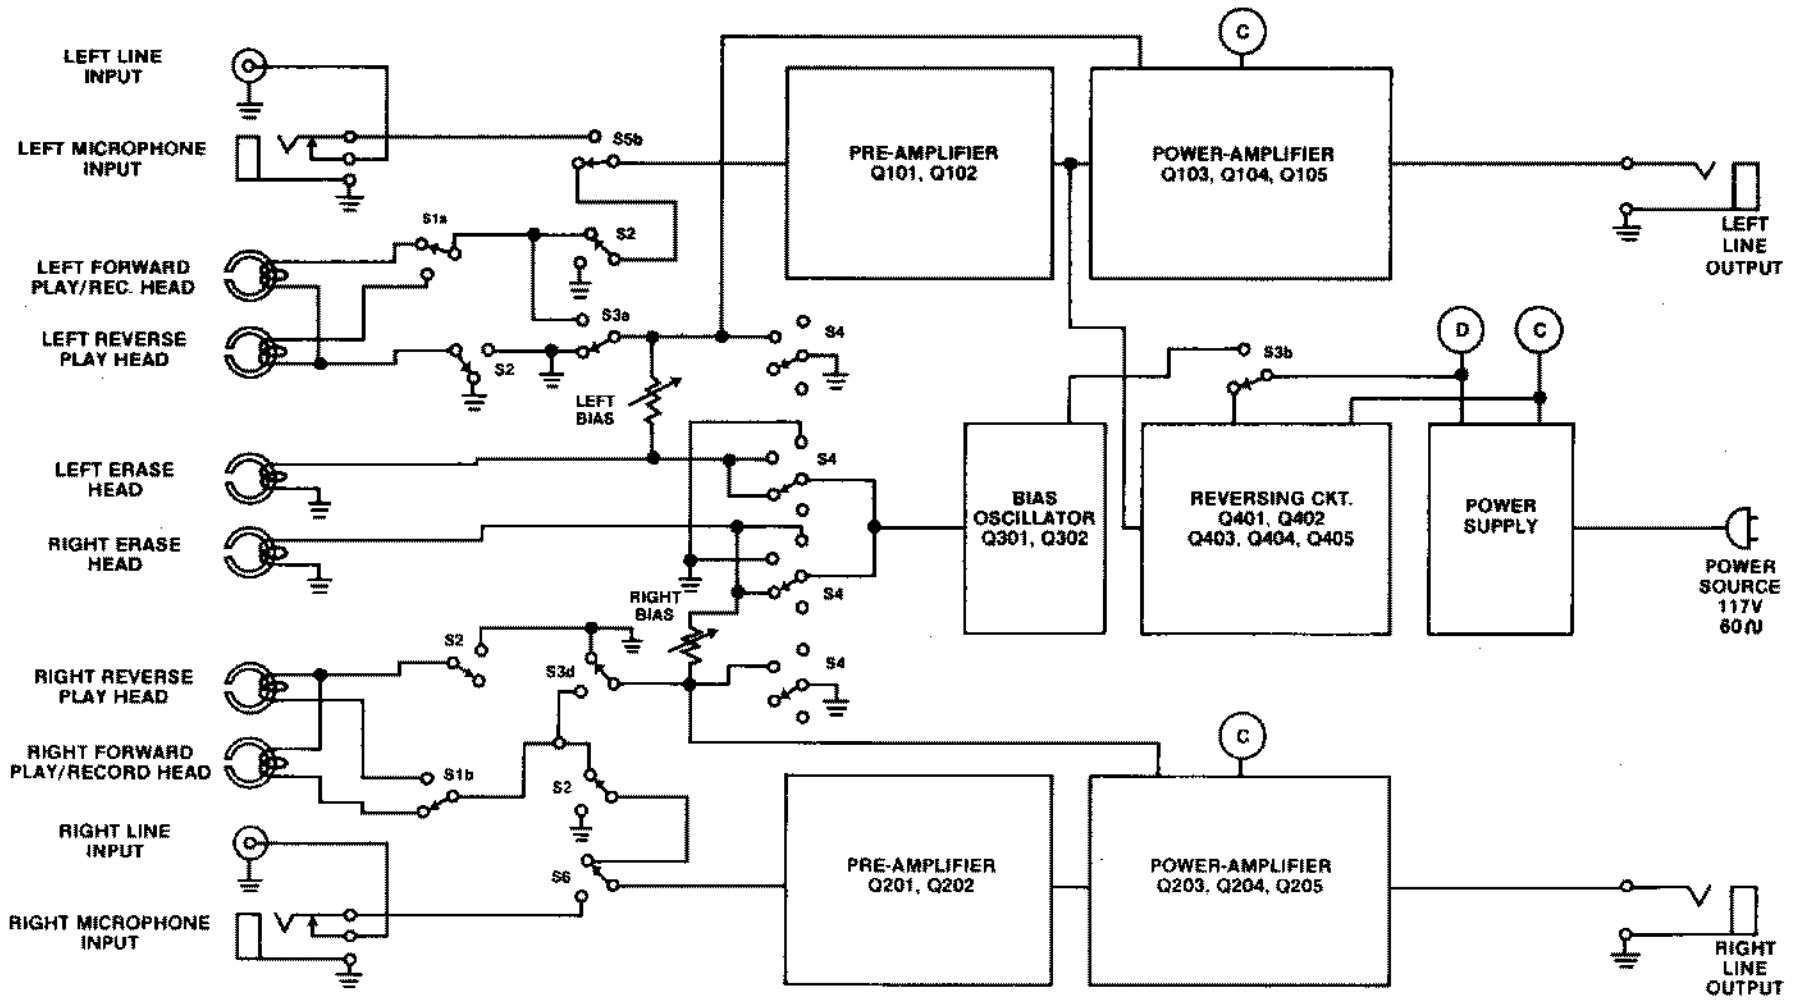 LEFT LINE
INPUT
LEFT MICROPHONE
INPUT
S5b
S1a
S2
LEFT FORWARD
PLAY/REC. HEAD
LEFT REVERSE
PLAY HEAD
S3a
S2
S4
LEFT
BIAS
LEFT ERASE
HEAD
S4
RIGHT ERASE
HEAD
RIGHT
BIAS
S4
S2
S3d
S4
RIGHT REVERSE
PLAY HEAD
RIGHT FORWARD
PLAY/RECORD HEAD
S1b
S2
RIGHT LINE
INPUT
S6
RIGHT MICROPHONE
INPUT
PRE-AMPLIFIER
Q101, Q102
C
POWER-AMPLIFIER
Q103, Q104, Q105
LEFT
LINE
OUTPUT
D
C
S3b
BIAS
OSCILLATOR
Q301, Q302
REVERSING CKT.
Q401, Q402
Q403, Q404, Q405
POWER
SUPPLY
POWER
SOURCE
117V
60∿
C
PRE-AMPLIFIER
Q201, Q202
POWER-AMPLIFIER
Q203, Q204, Q205
RIGHT
LINE
OUTPUT